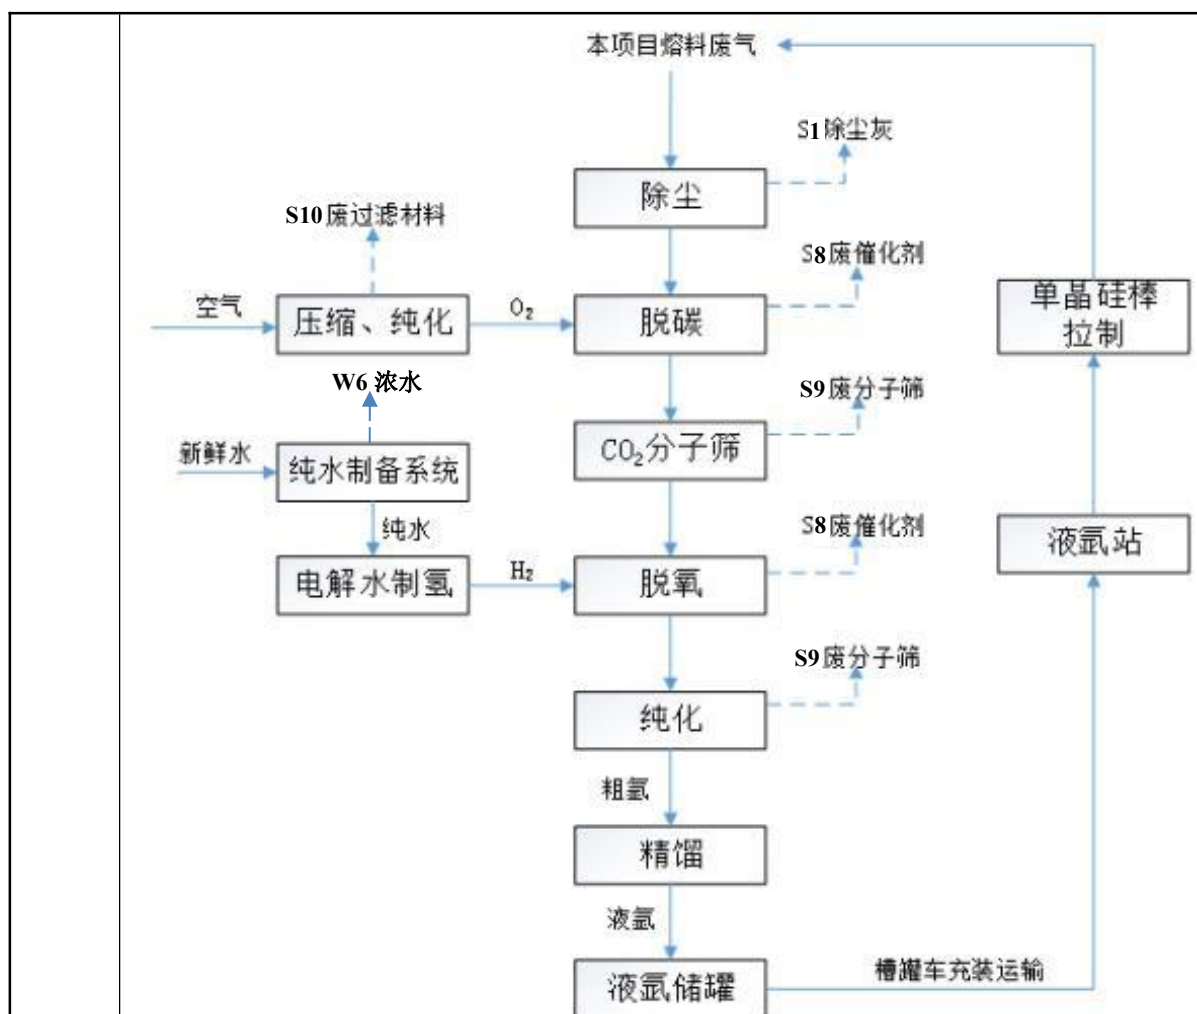 本项目熔料废气
S1除尘灰
除尘
S10 废过滤材料
S8废催化剂
空气
压缩、纯化
O₂
脱碳
单晶硅棒
拉制
W6 浓水
S9 废分子筛
新鲜水
纯水制备系统
CO₂分子筛
纯水
S8废催化剂
液氩站
电解水制氢
H₂
脱氧
S9废分子筛
纯化
粗氩
精馏
液氩
槽罐车充装运输
液氩储罐